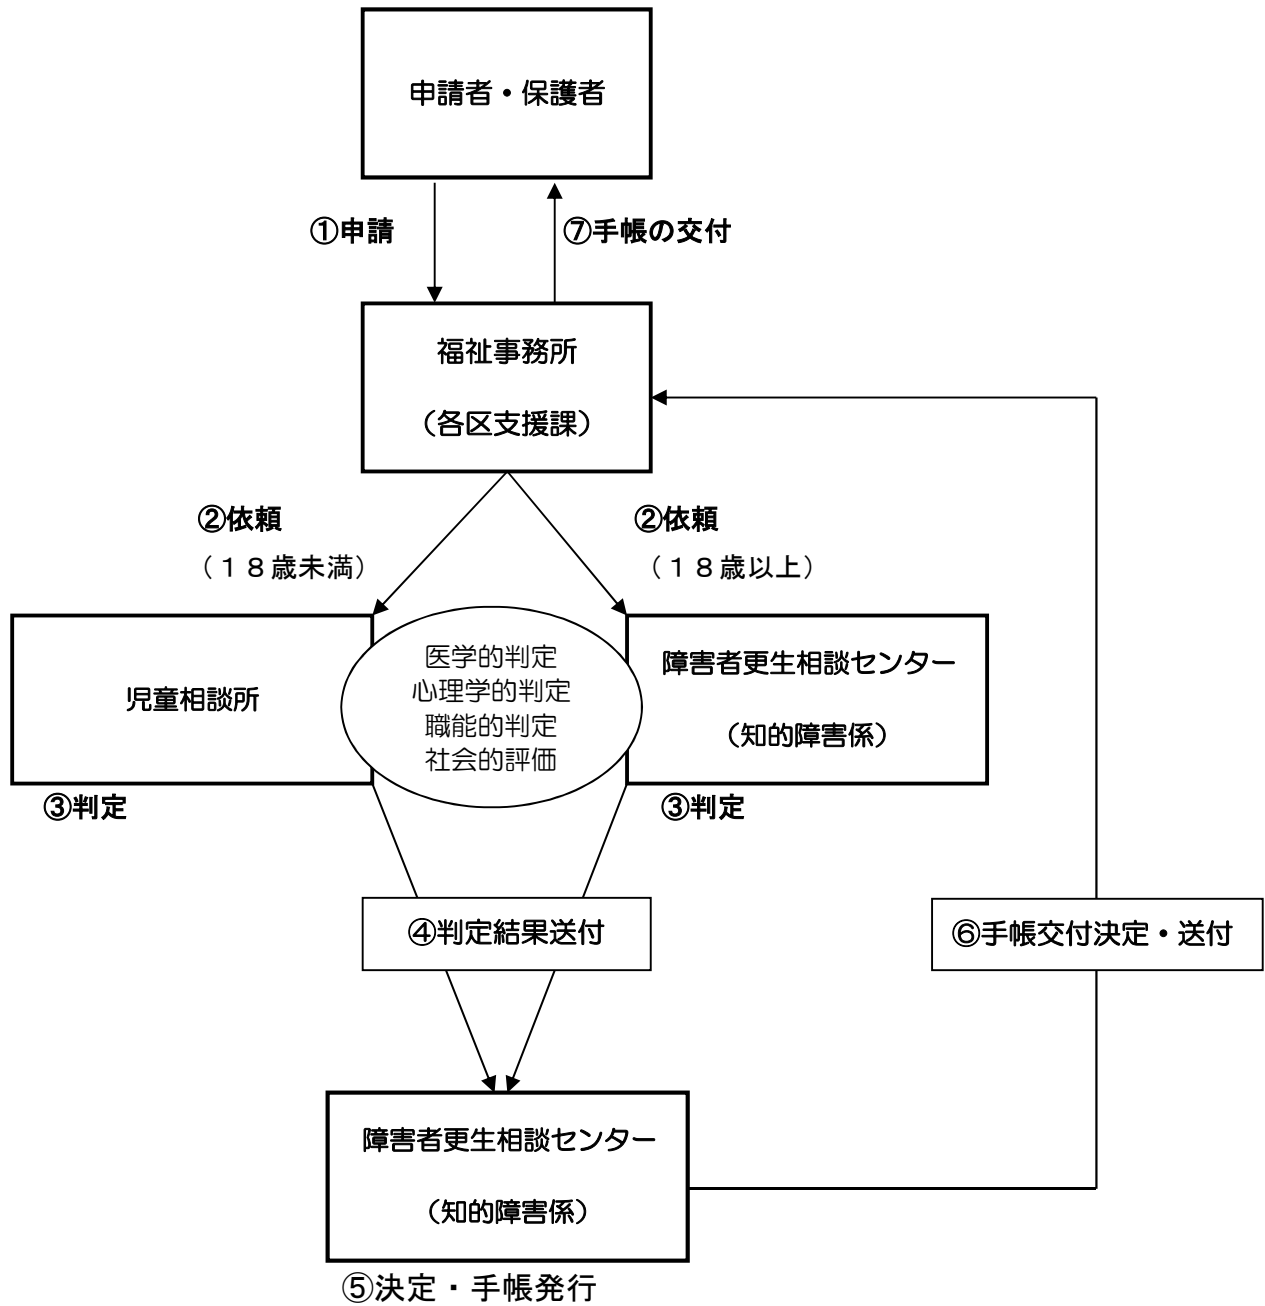 申請者・保護者
①申請
⑦手帳の交付
福祉事務所
（各区支援課）
②依頼
（１８歳未満）
②依頼
（１８歳以上）
児童相談所
医学的判定
心理学的判定
職能的判定
社会的評価
障害者更生相談センター
（知的障害係）
③判定
③判定
④判定結果送付
⑥手帳交付決定・送付
障害者更生相談センター
（知的障害係）
⑤決定・手帳発行